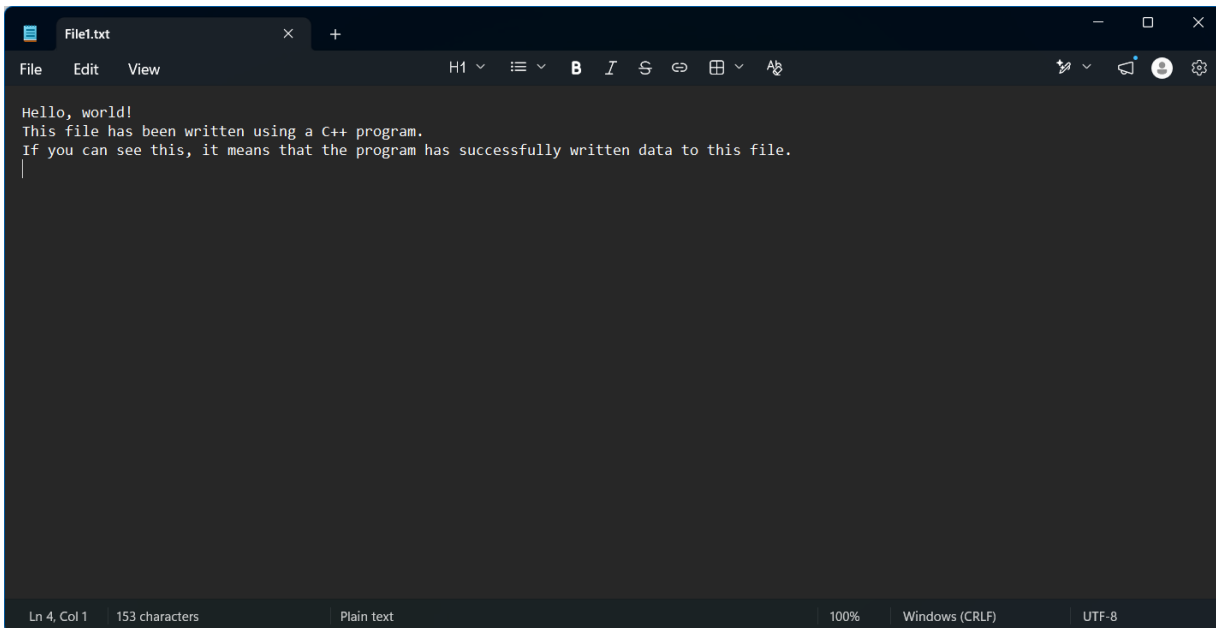 File1.txt
File Edit View H1 B I S A
Hello, world!
This file has been written using a C++ program.
If you can see this, it means that the program has successfully written data to this file.
Ln 4, Col 1 153 characters Plain text 100% Windows (CRLF) UTF-8